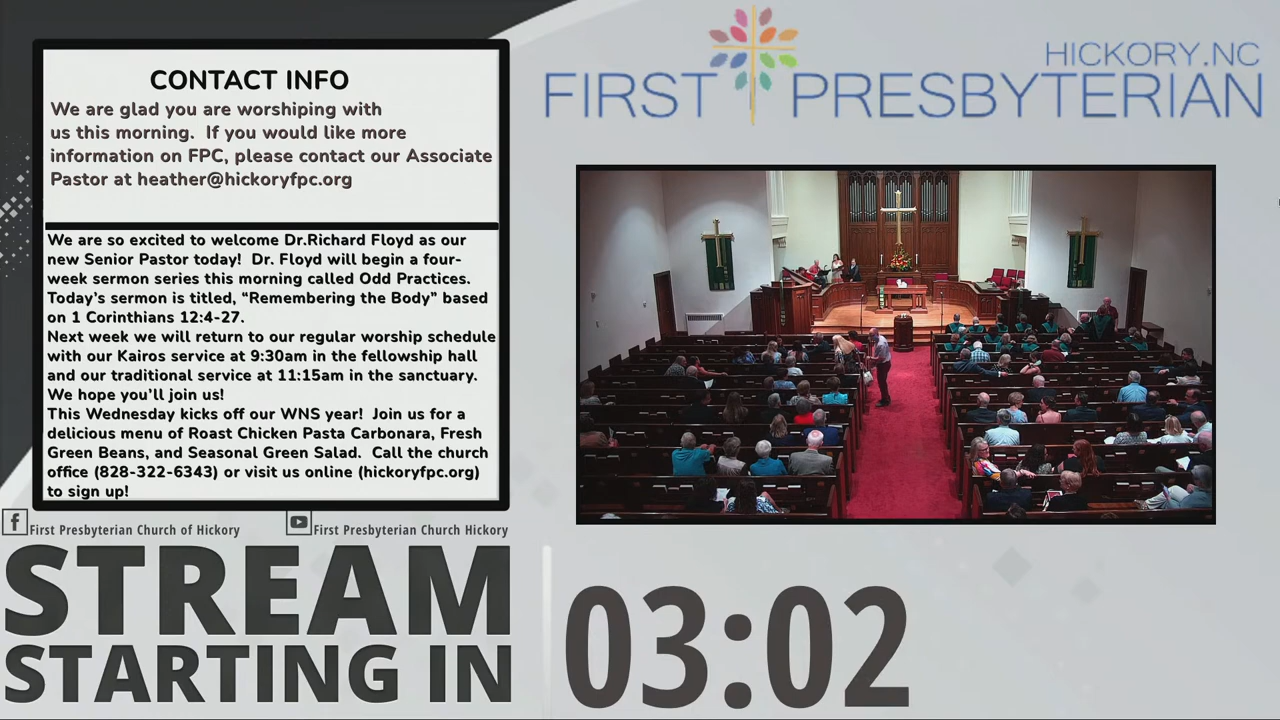 CONTACT INFO
We are glad you are worshiping with
us this morning.  If you would like more
information on FPC, please contact our Associate
Pastor at heather@hickoryfpc.org
We are so excited to welcome Dr.Richard Floyd as our
new Senior Pastor today!  Dr. Floyd will begin a four-
week sermon series this morning called Odd Practices.
Today’s sermon is titled, “Remembering the Body” based
on 1 Corinthians 12:4-27.
Next week we will return to our regular worship schedule
with our Kairos service at 9:30am in the fellowship hall
and our traditional service at 11:15am in the sanctuary.
We hope you’ll join us!
This Wednesday kicks off our WNS year!  Join us for a
delicious menu of Roast Chicken Pasta Carbonara, Fresh
Green Beans, and Seasonal Green Salad.  Call the church
office (828-322-6343) or visit us online (hickoryfpc.org)
to sign up!
First Presbyterian Church of Hickory
First Presbyterian Church Hickory
STREAM
STARTING IN
HICKORY.NC
FIRST PRESBYTERIAN
03:02